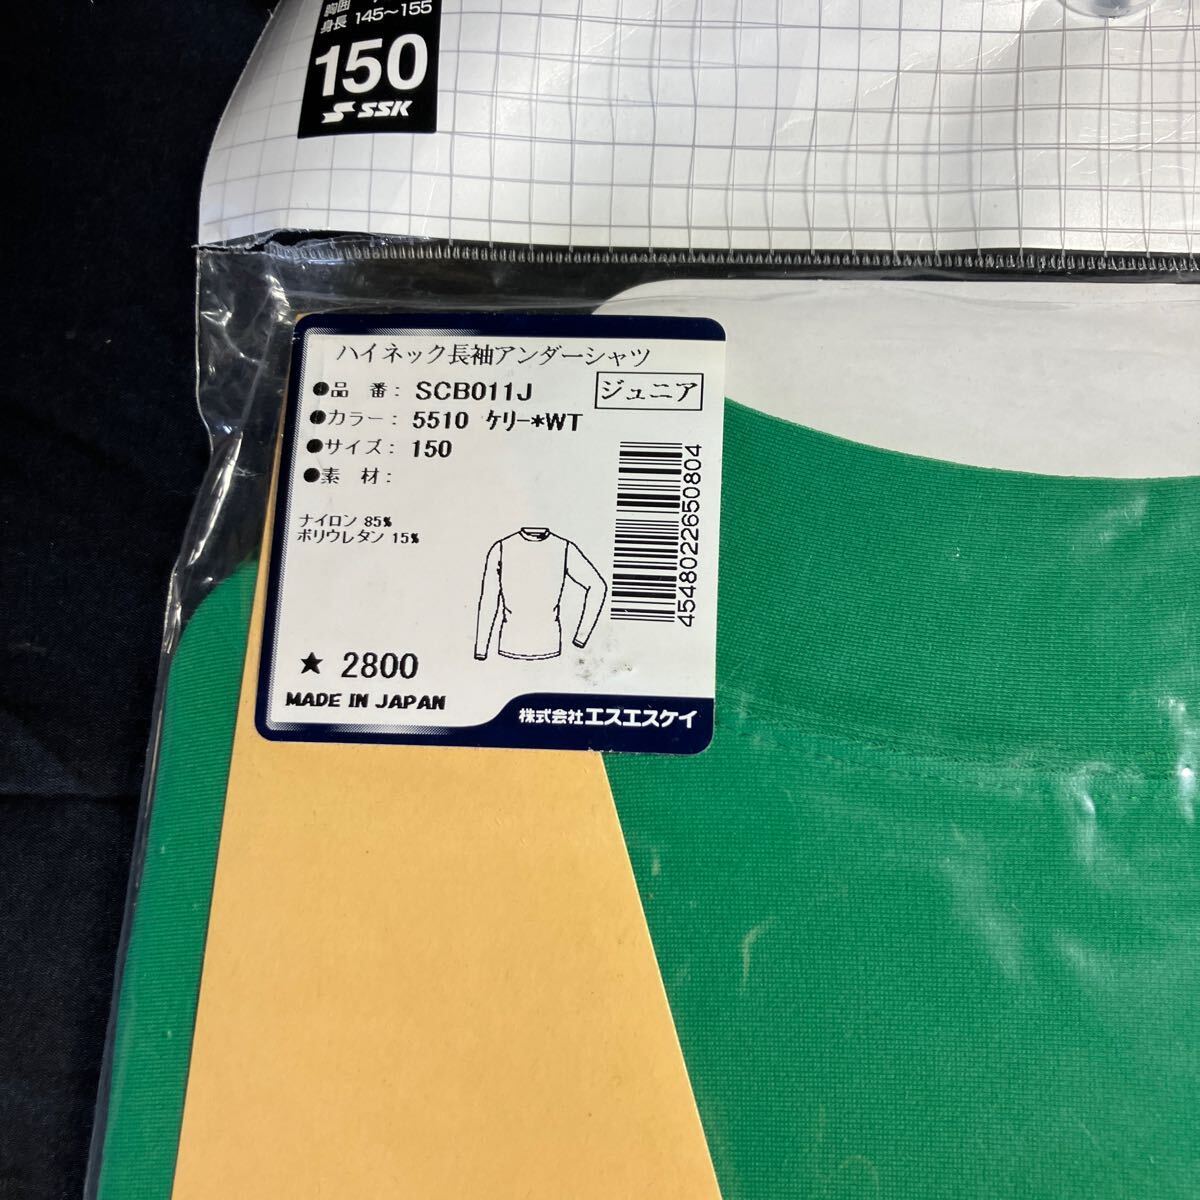 胸囲
身長 145～155
150
SSK
ハイネック長袖アンダーシャツ
●品 番: SCB011J
ジュニア
●カラー: 5510 ｹﾘｰ*WT
●サイズ: 150
●素 材:
ナイロン 85%
ポリウレタン 15%
4548022650804
★ 2800
MADE IN JAPAN
株式会社エスエスケイ